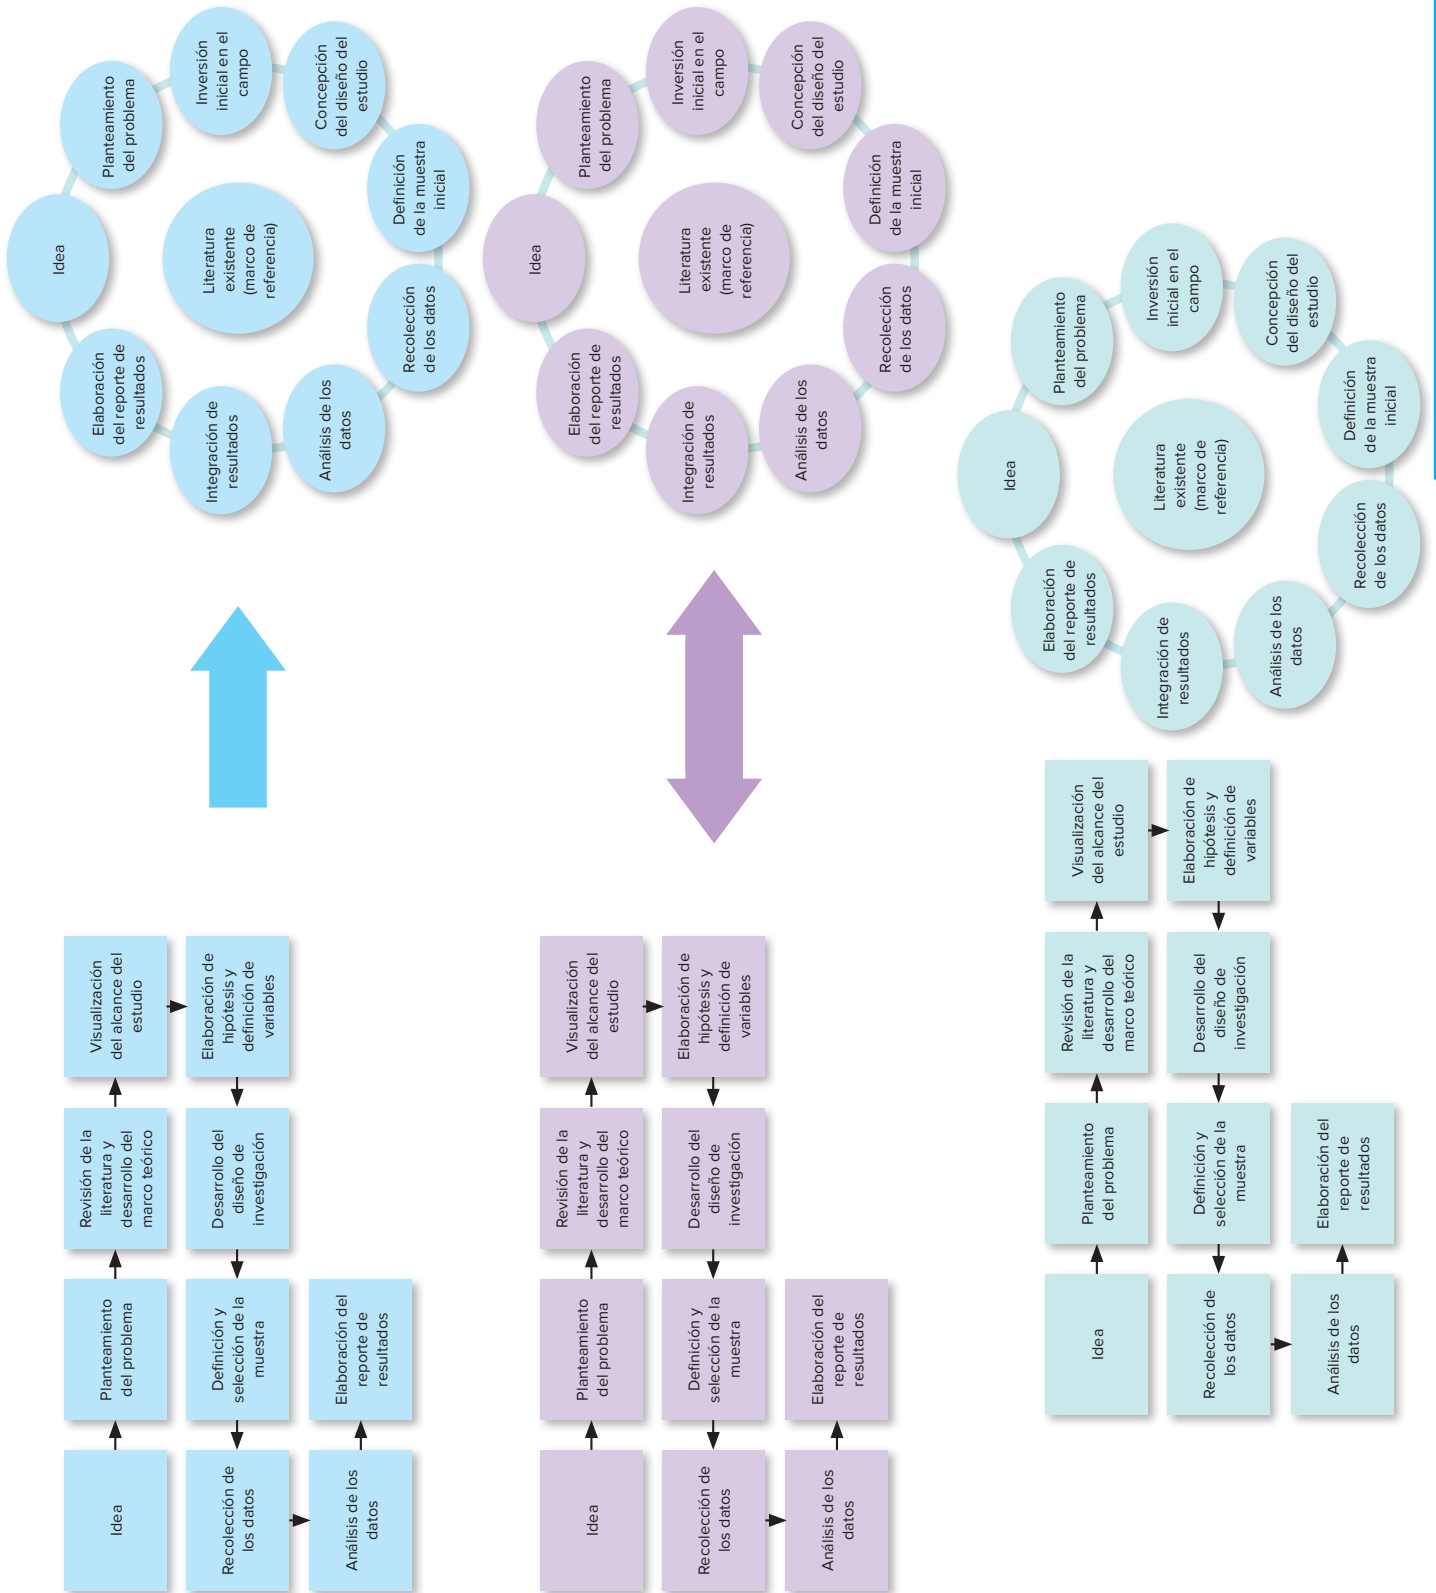 Idea
Planteamiento
del problema
Revisión de la
literatura y
desarrollo del
marco teórico
Visualización
del alcance del
estudio
Elaboración de
hipótesis y
definición de
variables
Desarrollo del
diseño de
investigación
Definición y
selección de la
muestra
Recolección de
los datos
Análisis de los
datos
Elaboración del
reporte de
resultados
Idea
Planteamiento
del problema
Inversión
inicial en el
campo
Concepción
del diseño del
estudio
Definición
de la muestra
inicial
Recolección
de los datos
Análisis de los
datos
Integración de
resultados
Elaboración
del reporte de
resultados
Literatura
existente
(marco de
referencia)
Idea
Planteamiento
del problema
Revisión de la
literatura y
desarrollo del
marco teórico
Visualización
del alcance del
estudio
Elaboración de
hipótesis y
definición de
variables
Desarrollo del
diseño de
investigación
Definición y
selección de la
muestra
Recolección de
los datos
Análisis de los
datos
Elaboración del
reporte de
resultados
Idea
Planteamiento
del problema
Inversión
inicial en el
campo
Concepción
del diseño del
estudio
Definición
de la muestra
inicial
Recolección
de los datos
Análisis de los
datos
Integración de
resultados
Elaboración
del reporte de
resultados
Literatura
existente
(marco de
referencia)
Idea
Planteamiento
del problema
Revisión de la
literatura y
desarrollo del
marco teórico
Visualización
del alcance del
estudio
Elaboración de
hipótesis y
definición de
variables
Desarrollo del
diseño de
investigación
Definición y
selección de la
muestra
Recolección de
los datos
Análisis de los
datos
Elaboración del
reporte de
resultados
Idea
Planteamiento
del problema
Inversión
inicial en el
campo
Concepción
del diseño del
estudio
Definición
de la muestra
inicial
Recolección
de los datos
Análisis de los
datos
Integración de
resultados
Elaboración
del reporte de
resultados
Literatura
existente
(marco de
referencia)